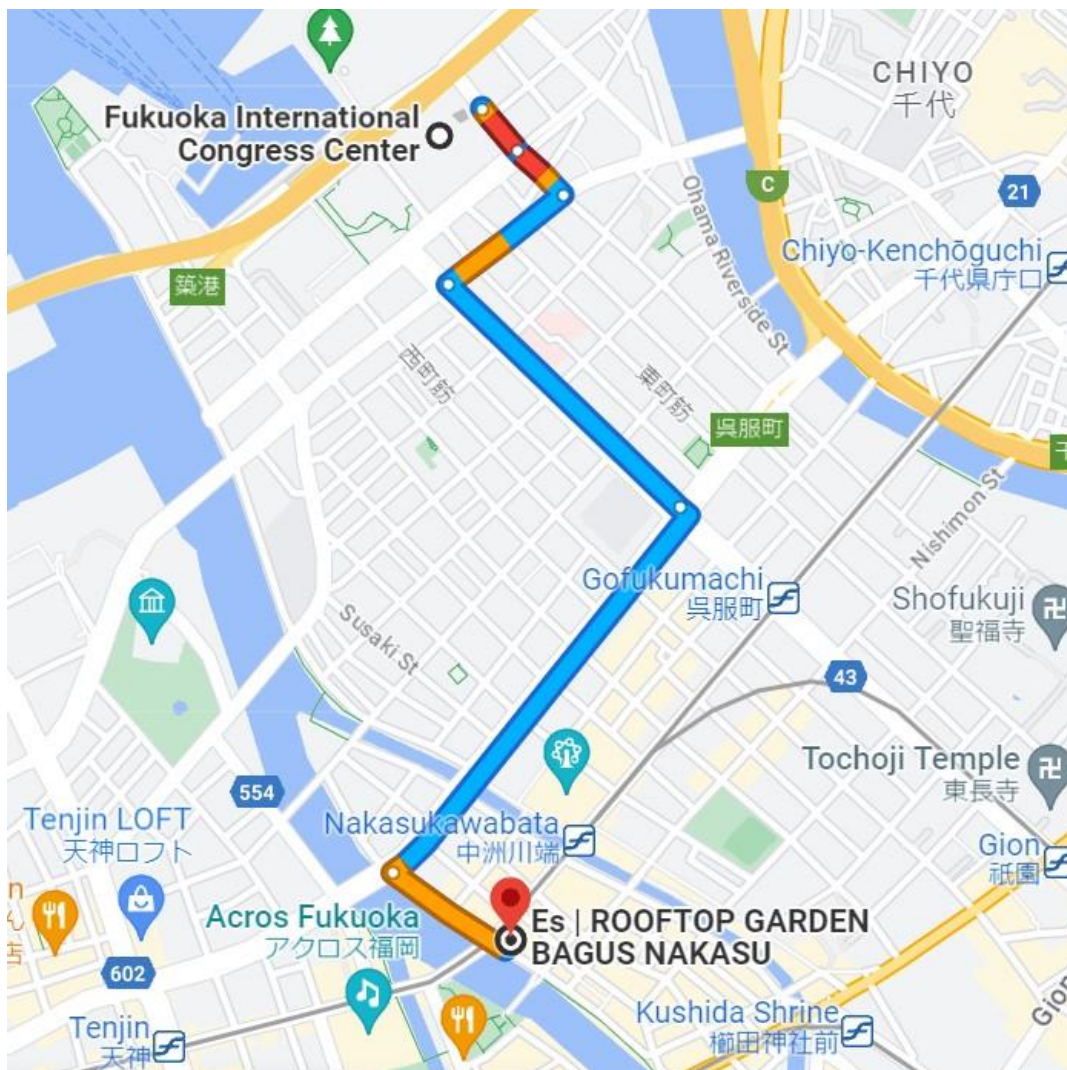 CHIYO
千代
Fukuoka International
Congress Center
C
21
Ohama Riverside St
Chiyo-Kenchōguchi
千代県庁口
築港
西町筋
東町筋
呉服町
千
Nishimon St
Gofukumachi
呉服町
Shofukuji
聖福寺
Susaki St
43
Tochoji Temple
東長寺
554
Tenjin LOFT
天神ロフト
Nakasukawabata
中洲川端
Gion
祇園
n
ん
店
Acros Fukuoka
アクロス福岡
Es | ROOFTOP GARDEN
BAGUS NAKASU
602
Kushida Shrine
櫛田神社前
Gion
Tenjin
天神